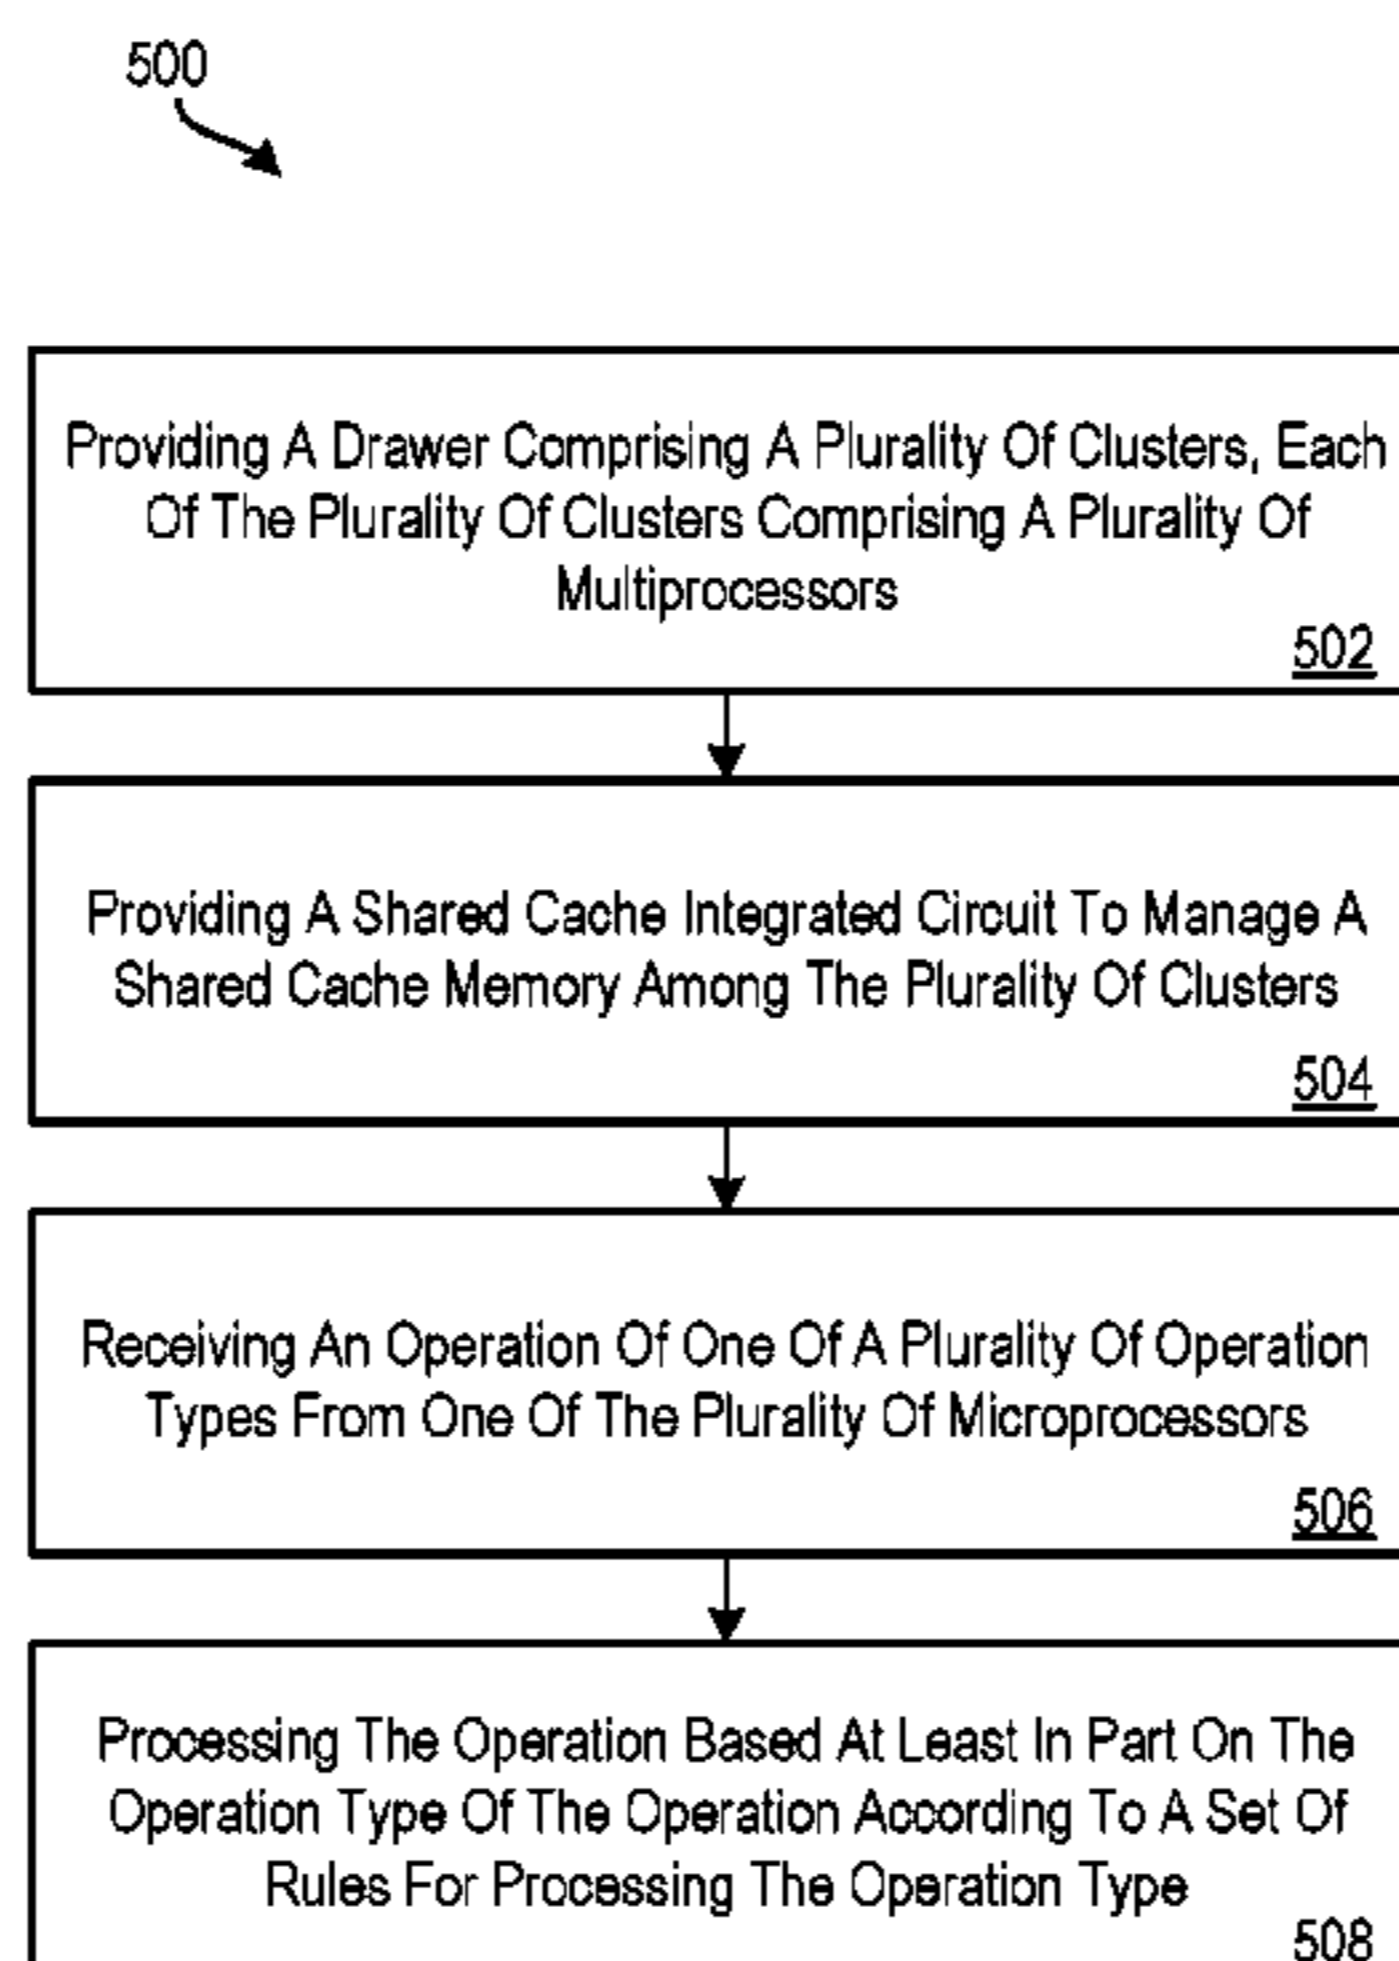 500
Providing A Drawer Comprising A Plurality Of Clusters, Each
Of The Plurality Of Clusters Comprising A Plurality Of
Multiprocessors
502
Providing A Shared Cache Integrated Circuit To Manage A
Shared Cache Memory Among The Plurality Of Clusters
504
Receiving An Operation Of One Of A Plurality Of Operation
Types From One Of The Plurality Of Microprocessors
506
Processing The Operation Based At Least In Part On The
Operation Type Of The Operation According To A Set Of
Rules For Processing The Operation Type
508